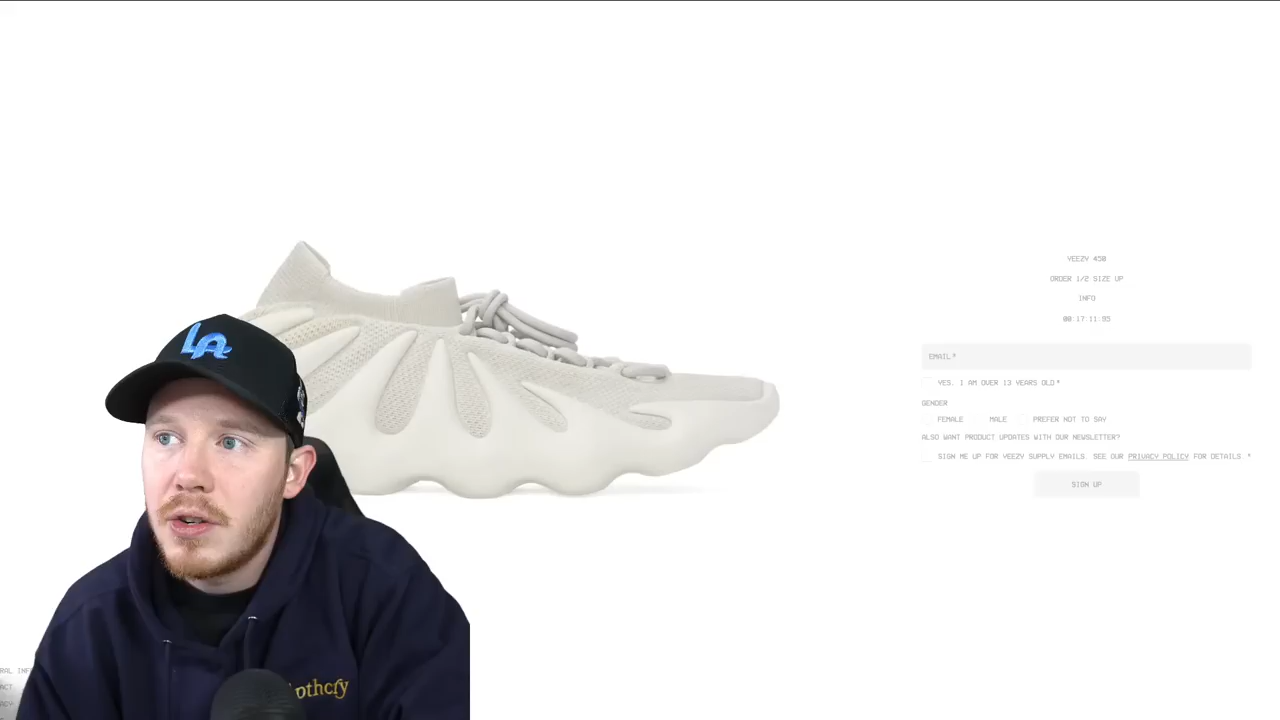 YEEZY 450
ORDER 1/2 SIZE UP
INFO
00:17:11:95
EMAIL*
YES, I AM OVER 13 YEARS OLD*
GENDER
FEMALE MALE PREFER NOT TO SAY
ALSO WANT PRODUCT UPDATES WITH OUR NEWSLETTER?
SIGN ME UP FOR YEEZY SUPPLY EMAILS. SEE OUR PRIVACY POLICY FOR DETAILS.*
SIGN UP
LA